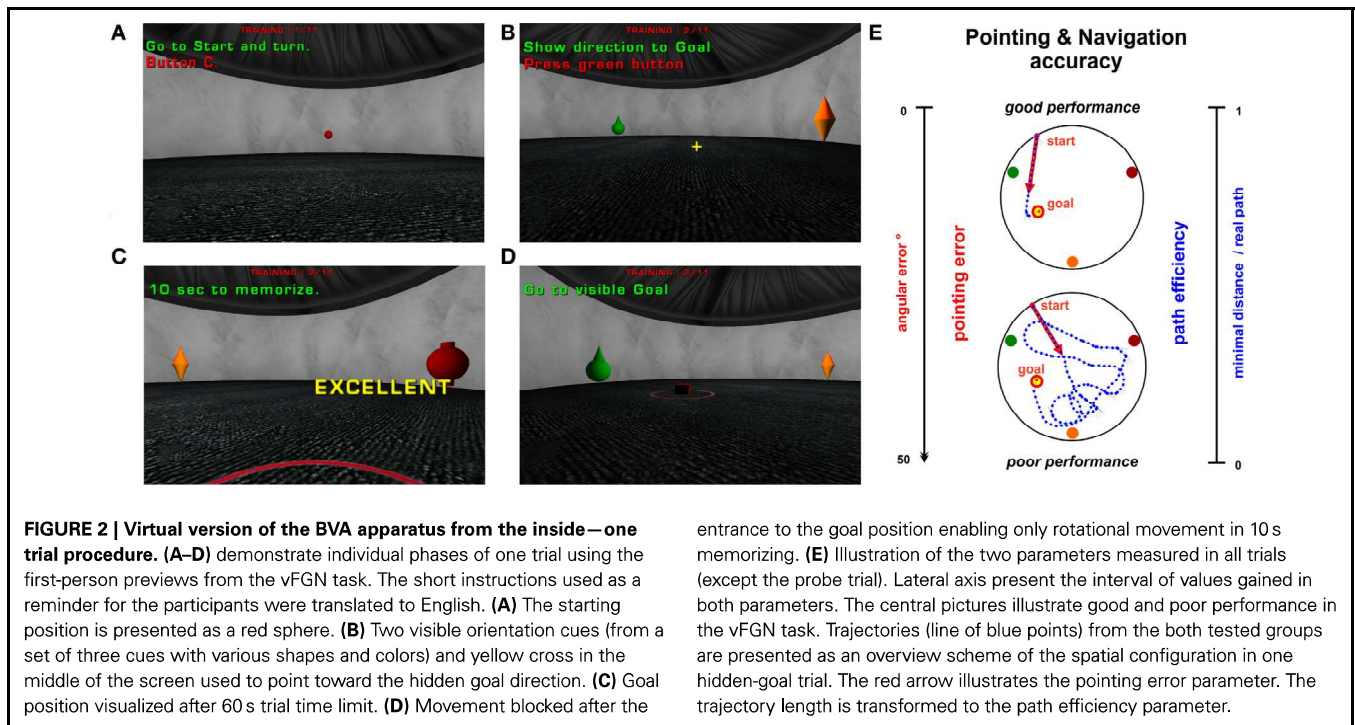 A
TRAINING | 1/11
Go to Start and turn.
Button C.
B
TRAINING | 2/11
Show direction to Goal
Press green button
C
TRAINING | 2/11
10 sec to memorize.
EXCELLENT
D
TRAINING | 2/11
Go to visible Goal
E
Pointing & Navigation
accuracy
0
good performance
1
start
goal
angular error °
pointing error
path efficiency
minimal distance / real path
start
goal
50
poor performance
0
FIGURE 2 | Virtual version of the BVA apparatus from the inside—one
trial procedure. (A–D) demonstrate individual phases of one trial using the
first-person previews from the vFGN task. The short instructions used as a
reminder for the participants were translated to English. (A) The starting
position is presented as a red sphere. (B) Two visible orientation cues (from a
set of three cues with various shapes and colors) and yellow cross in the
middle of the screen used to point toward the hidden goal direction. (C) Goal
position visualized after 60 s trial time limit. (D) Movement blocked after the
entrance to the goal position enabling only rotational movement in 10 s
memorizing. (E) Illustration of the two parameters measured in all trials
(except the probe trial). Lateral axis present the interval of values gained in
both parameters. The central pictures illustrate good and poor performance in
the vFGN task. Trajectories (line of blue points) from the both tested groups
are presented as an overview scheme of the spatial configuration in one
hidden-goal trial. The red arrow illustrates the pointing error parameter. The
trajectory length is transformed to the path efficiency parameter.